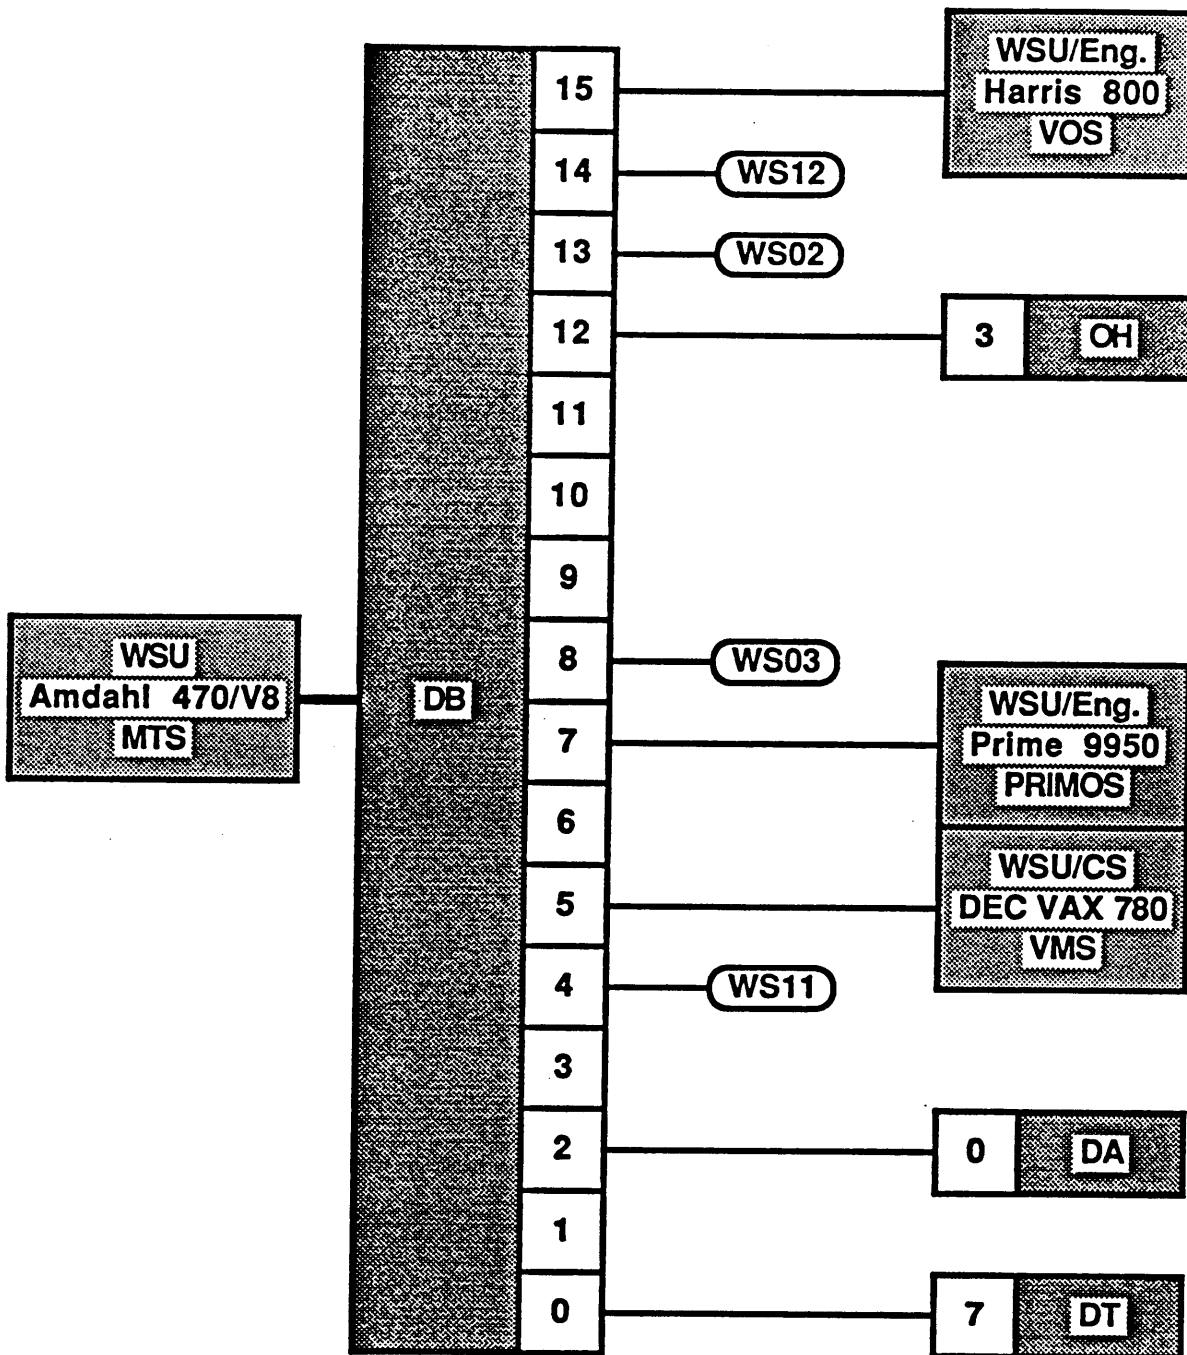 WSU/Eng.
Harris 800
VOS
15
14
WS12
13
WS02
12
3
OH
11
10
9
WSU
Amdahl 470/V8
MTS
DB
8
WS03
7
WSU/Eng.
Prime 9950
PRIMOS
6
WSU/CS
DEC VAX 780
VMS
5
4
WS11
3
2
0
DA
1
0
7
DT